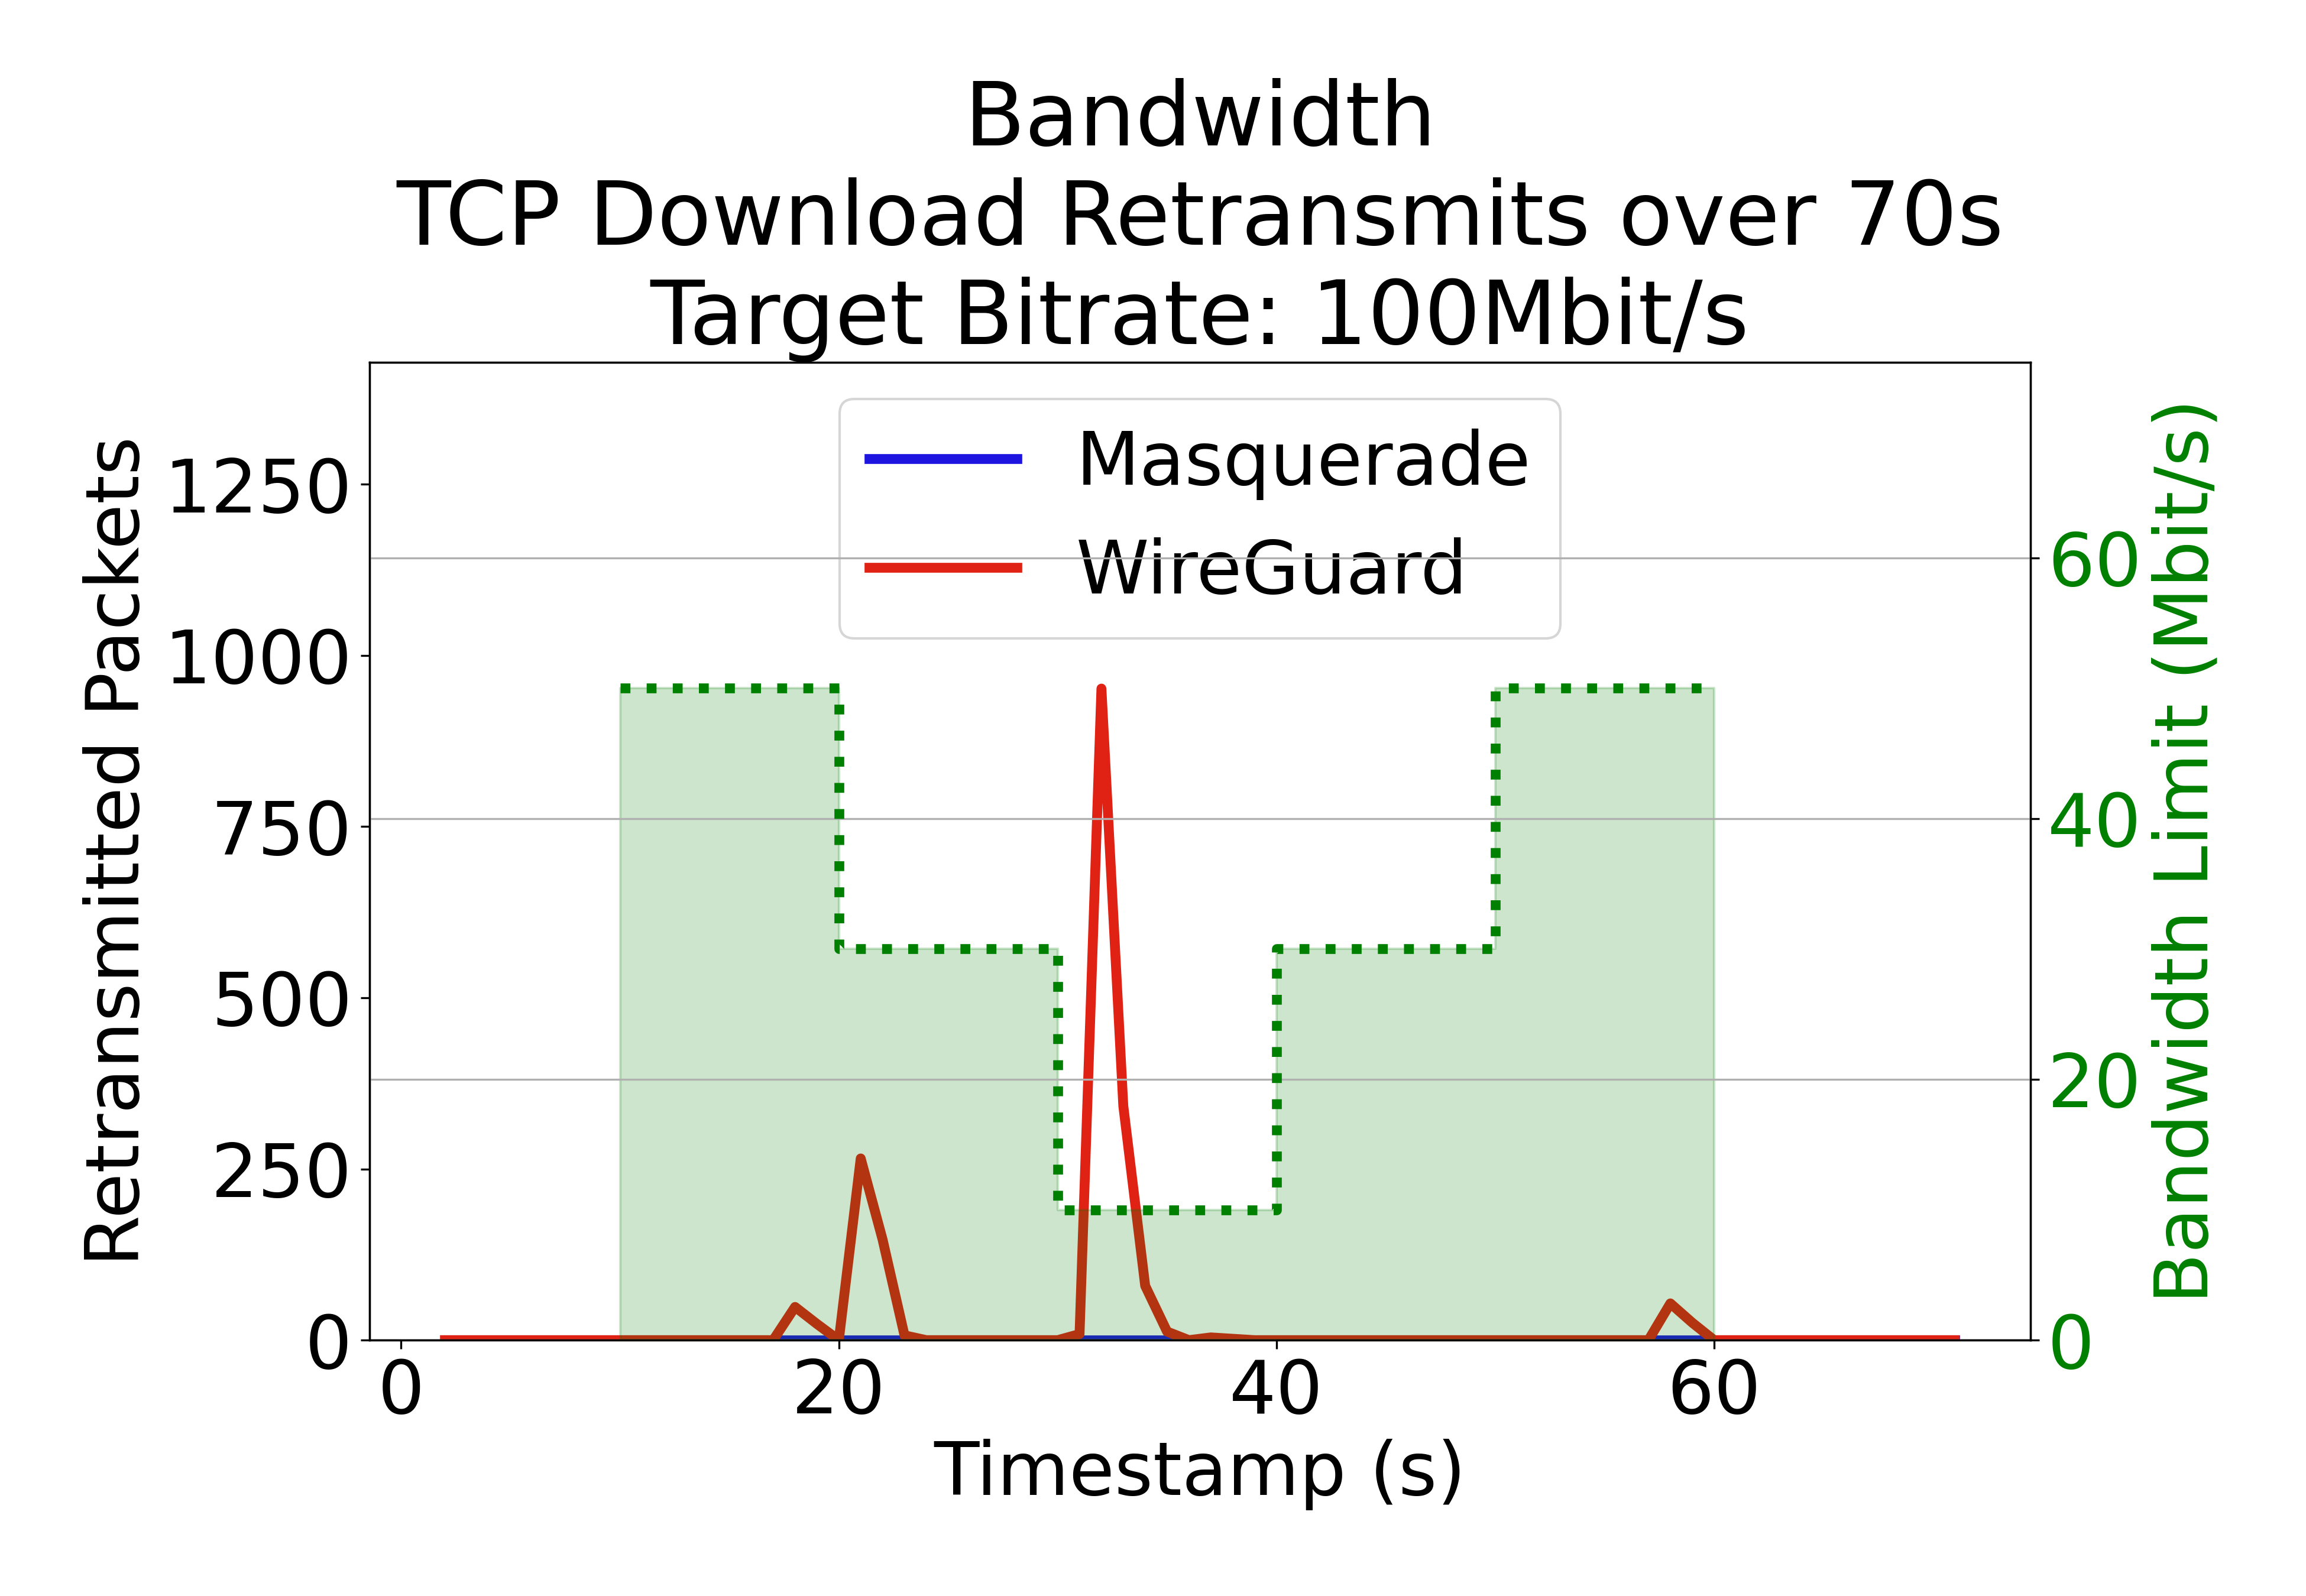 Bandwidth
TCP Download Retransmits over 70s
Target Bitrate: 100Mbit/s
Masquerade
WireGuard
Retransmitted Packets
1250
1000
750
500
250
0
60
40
20
0
Bandwidth Limit (Mbit/s)
0
20
40
60
Timestamp (s)